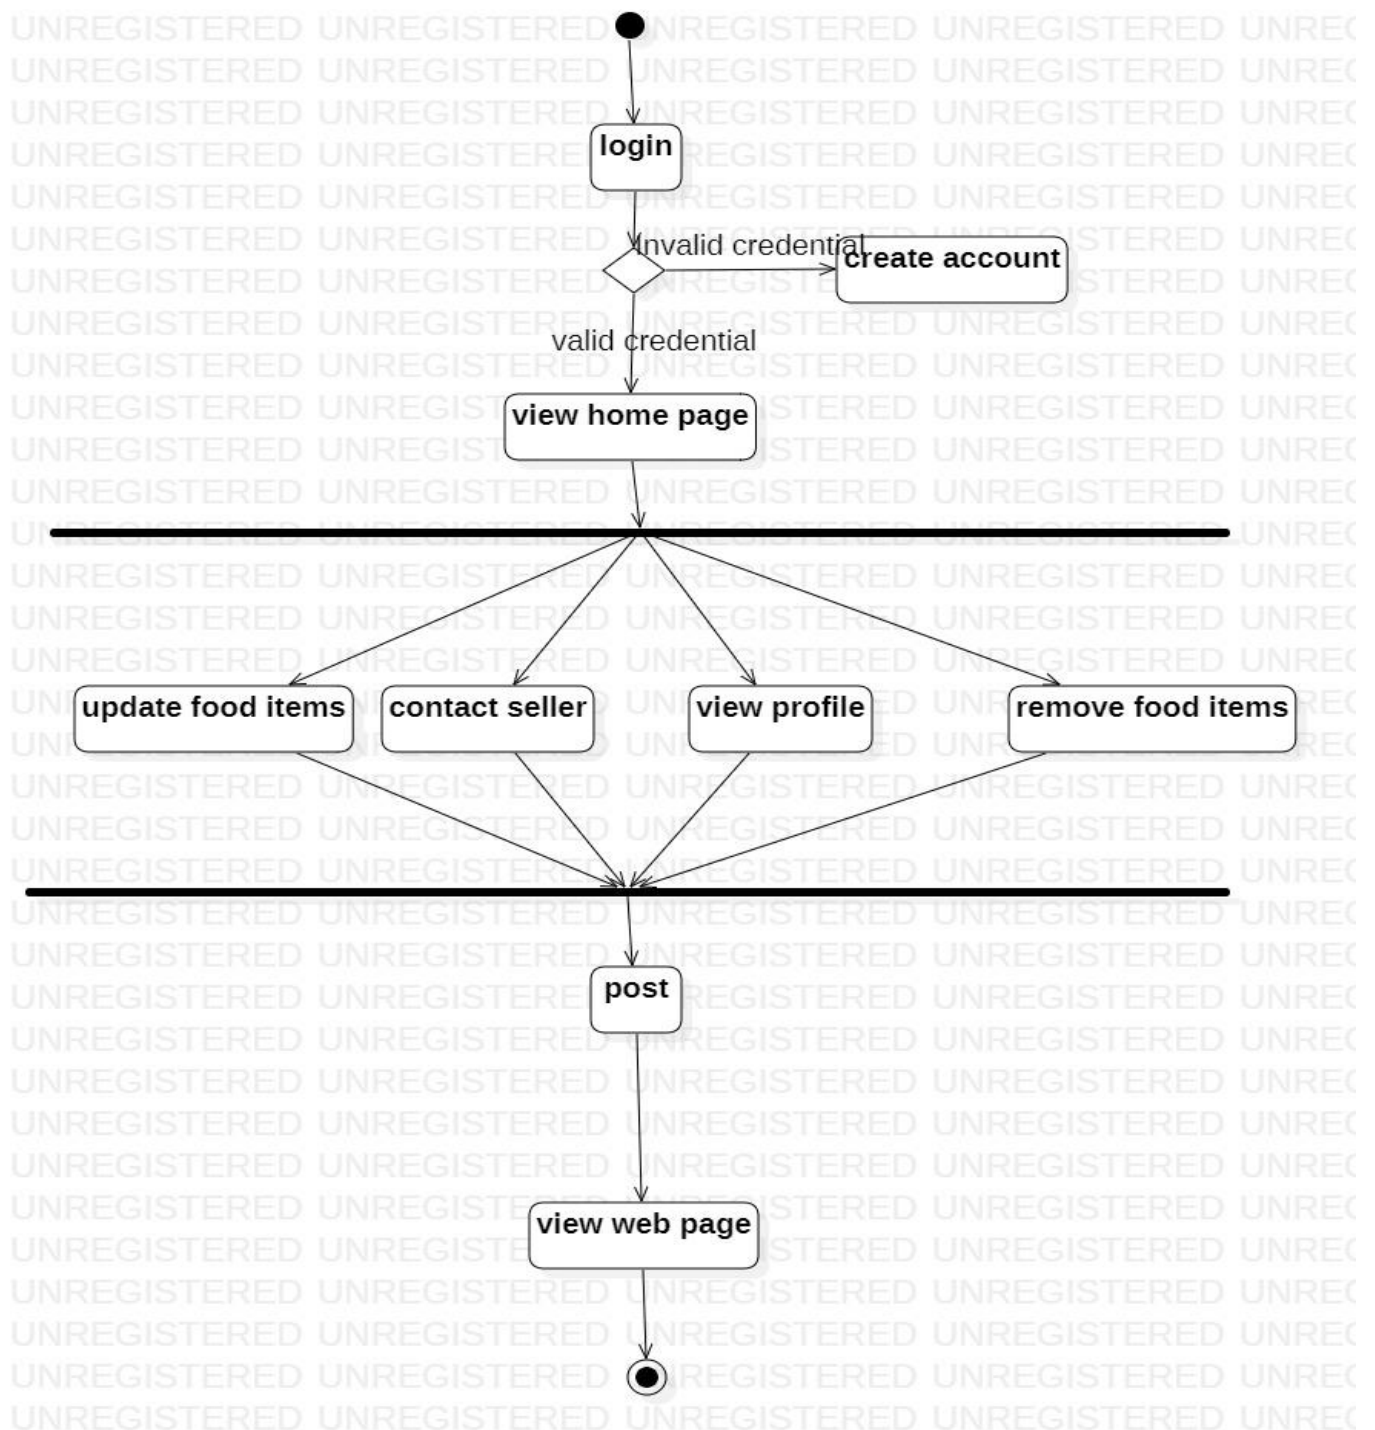 login
Invalid credential
create account
valid credential
view home page
update food items
contact seller
view profile
remove food items
post
view web page
UNREGISTERED